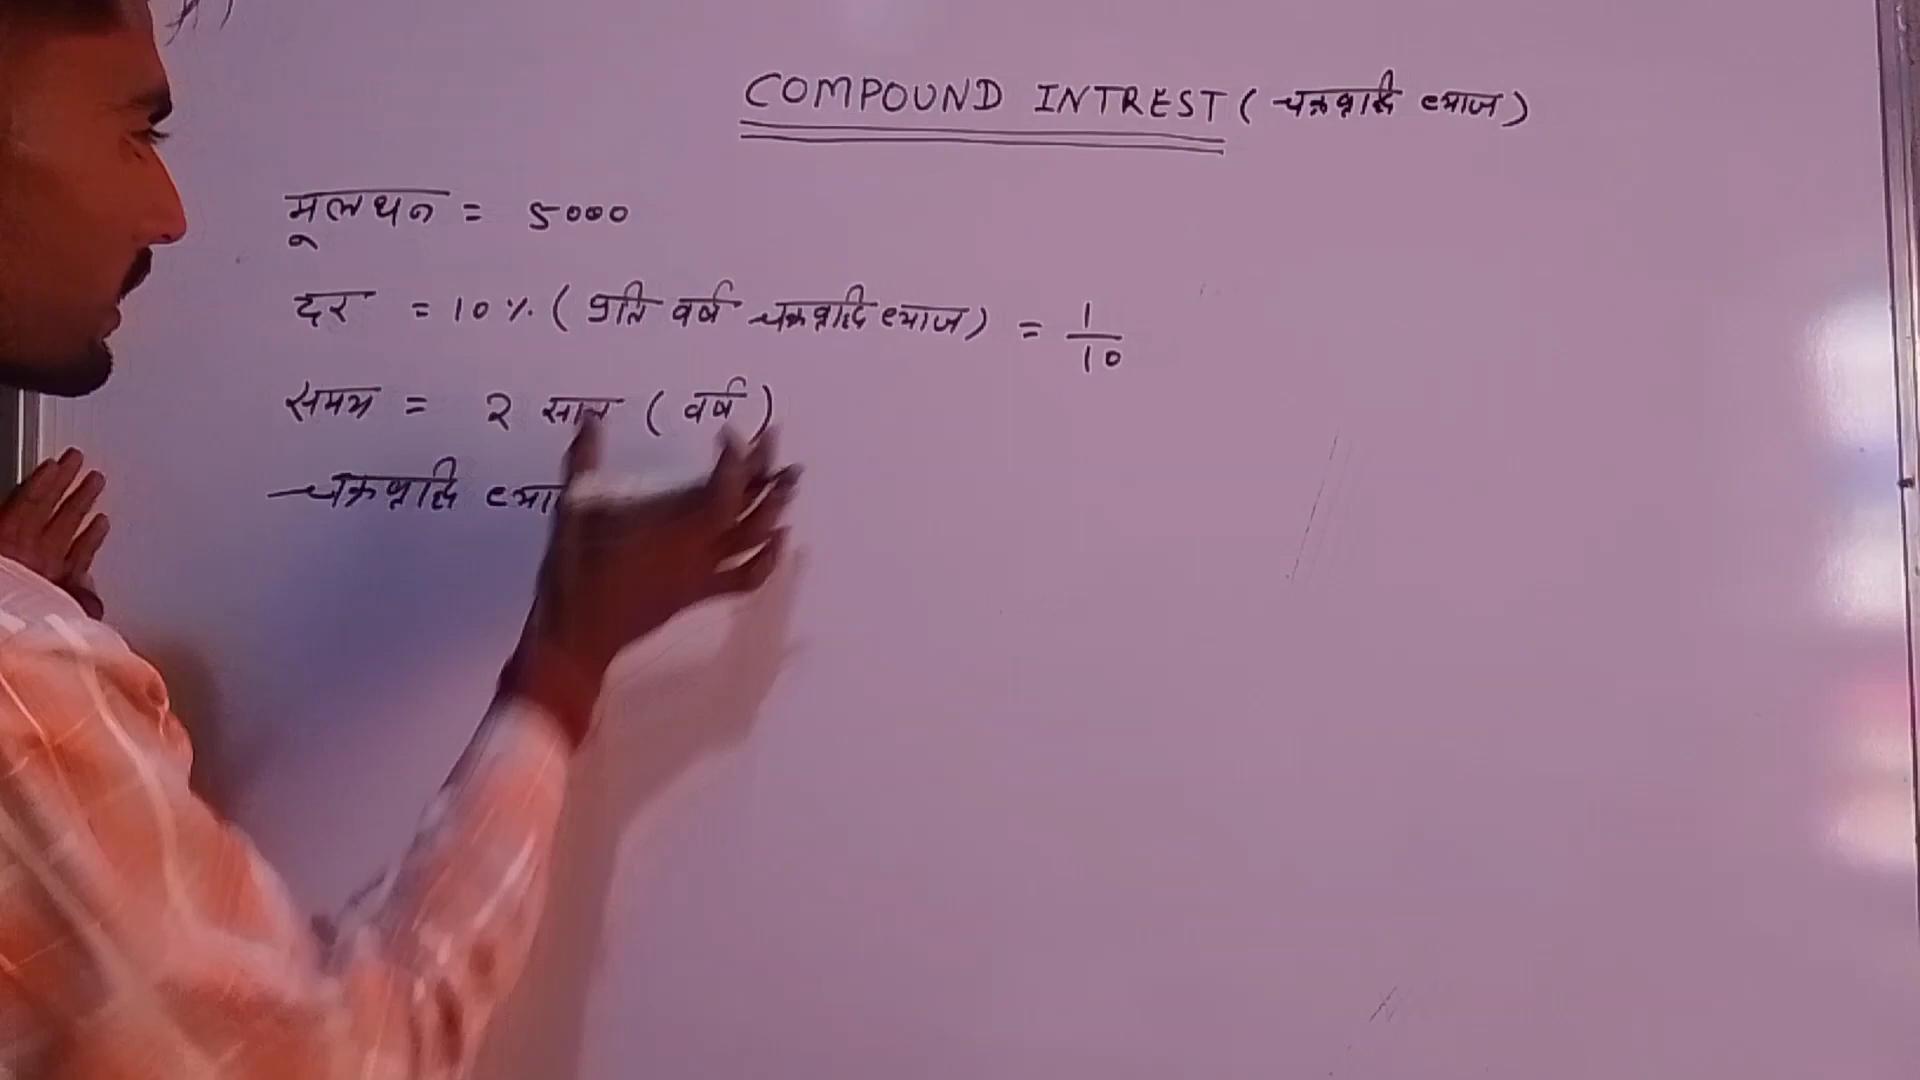 COMPOUND INTREST (चक्रवृद्धि ब्याज)
मूलधन = 5000
दर = 10% (प्रति वर्ष चक्रवृद्धि ब्याज) = 1/10
समय = 2 साल (वर्ष)
चक्रवृद्धि